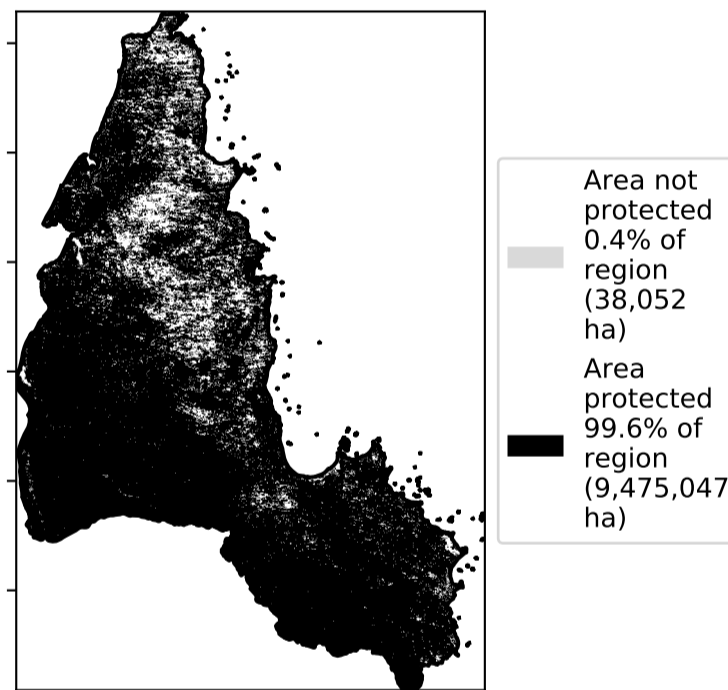 Area not
protected
0.4% of
region
(38,052
ha)
Area
protected
99.6% of
region
(9,475,047
ha)